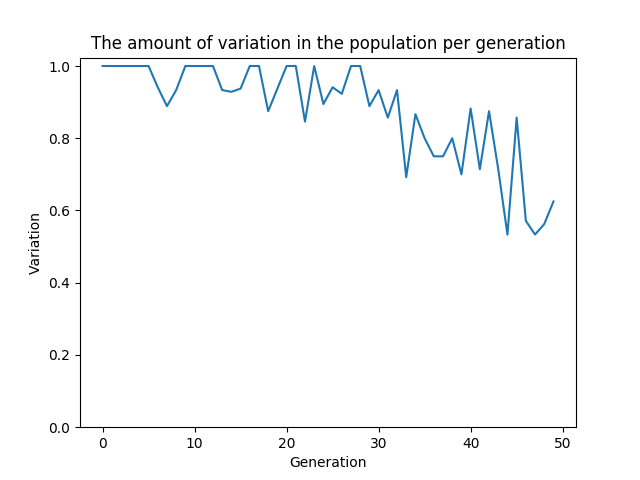 The amount of variation in the population per generation
1.0
0.8
0.6
0.4
0.2
0.0
Variation
0 10 20 30 40 50
Generation